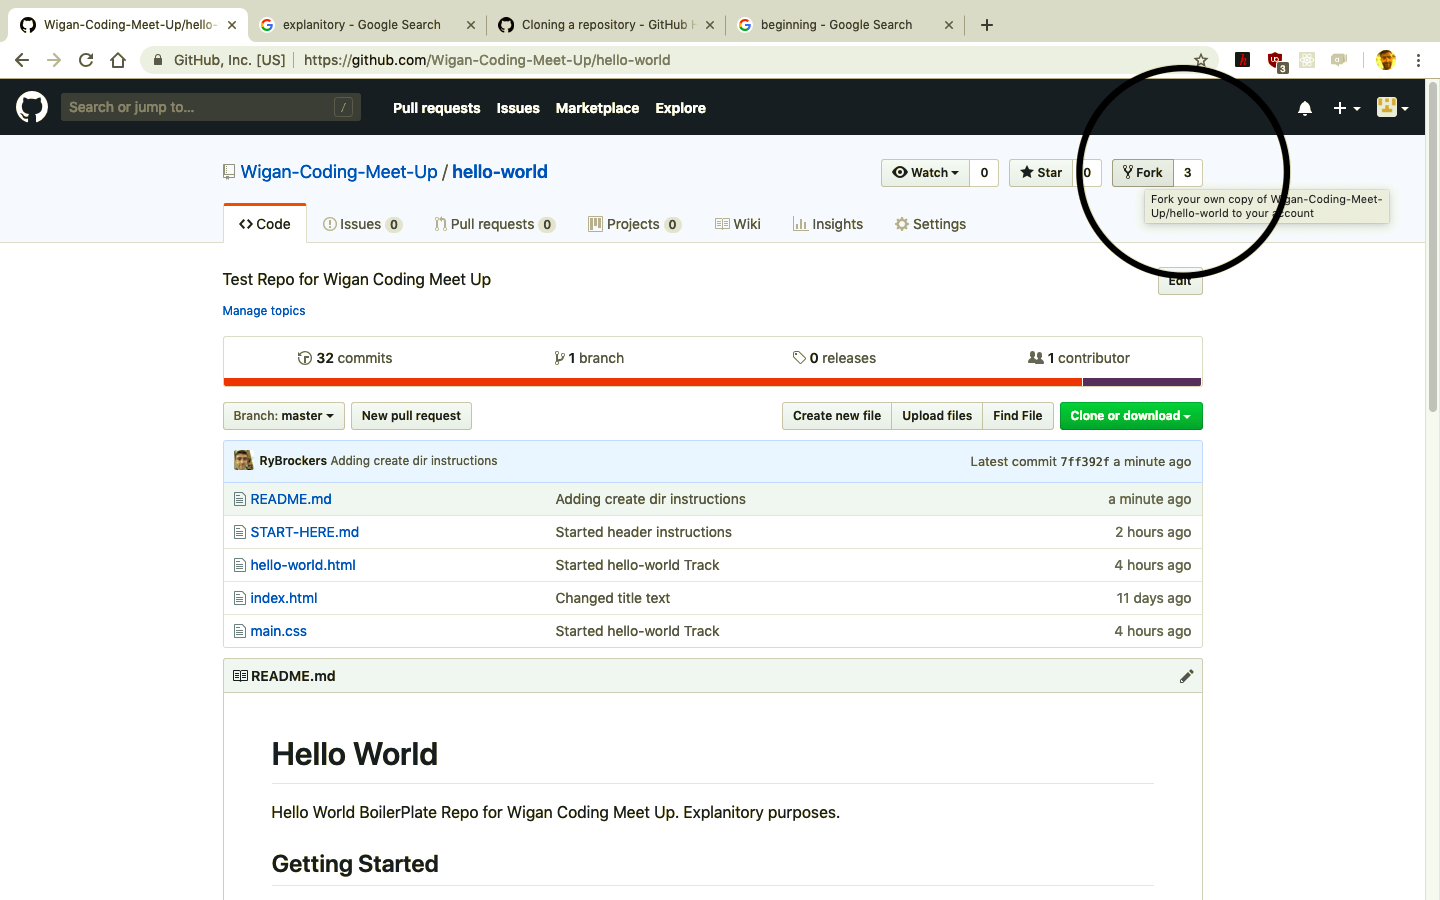 Wigan-Coding-Meet-Up/hello- explanitory - Google Search Cloning a repository - GitHub H beginning - Google Search
GitHub, Inc. [US] https://github.com/Wigan-Coding-Meet-Up/hello-world
3
Search or jump to... / Pull requests Issues Marketplace Explore
Wigan-Coding-Meet-Up / hello-world Watch 0 Star 0 Fork 3
Fork your own copy of Wigan-Coding-Meet-
Up/hello-world to your account
Code Issues 0 Pull requests 0 Projects 0 Wiki Insights Settings
Test Repo for Wigan Coding Meet Up Edit
Manage topics
32 commits 1 branch 0 releases 1 contributor
Branch: master New pull request Create new file Upload files Find File Clone or download
RyBrockers Adding create dir instructions Latest commit 7ff392f a minute ago
README.md Adding create dir instructions a minute ago
START-HERE.md Started header instructions 2 hours ago
hello-world.html Started hello-world Track 4 hours ago
index.html Changed title text 11 days ago
main.css Started hello-world Track 4 hours ago
README.md
Hello World
Hello World BoilerPlate Repo for Wigan Coding Meet Up. Explanitory purposes.
Getting Started